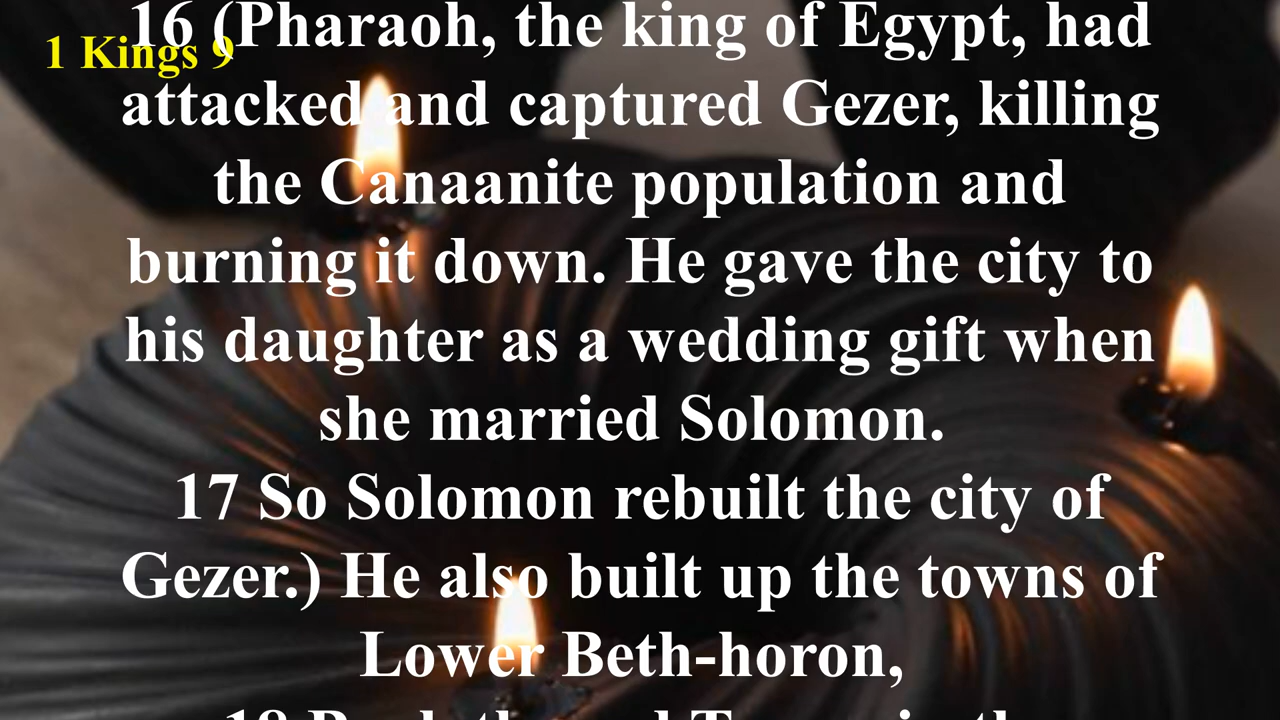 1 Kings 9
16 (Pharaoh, the king of Egypt, had
attacked and captured Gezer, killing
the Canaanite population and
burning it down. He gave the city to
his daughter as a wedding gift when
she married Solomon.
17 So Solomon rebuilt the city of
Gezer.) He also built up the towns of
Lower Beth-horon,